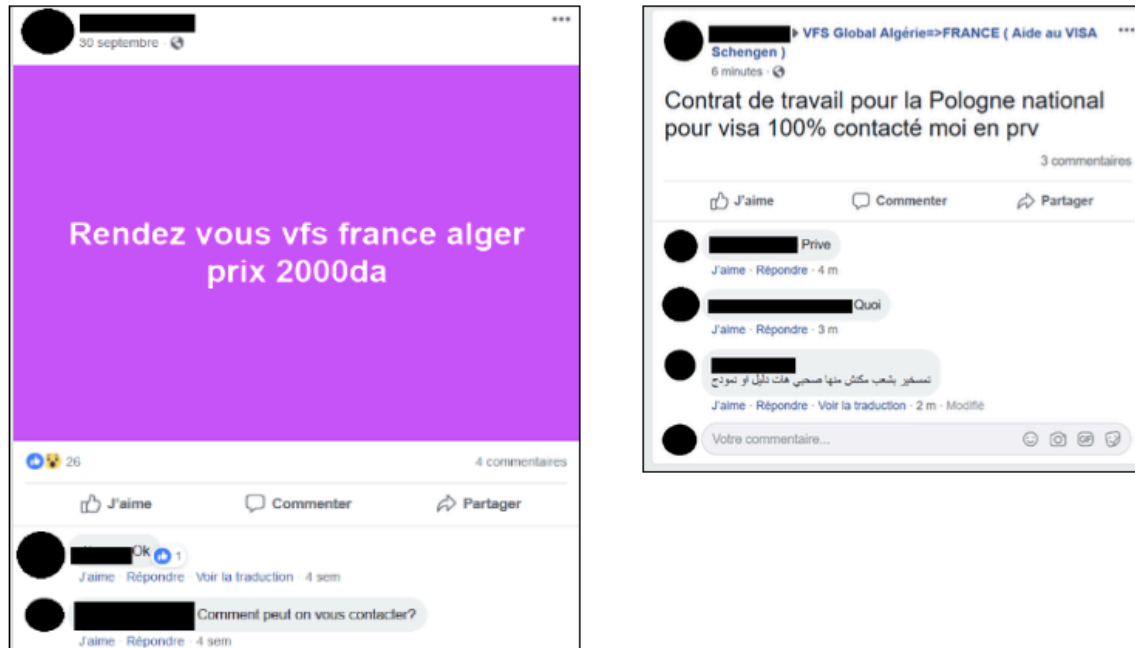 30 septembre
Rendez vous vfs france alger
prix 2000da
26
4 commentaires
J'aime Commenter Partager
Ok 1
J'aime · Répondre · Voir la traduction · 4 sem
Comment peut on vous contacter?
J'aime · Répondre · 4 sem
VFS Global Algérie=>FRANCE ( Aide au VISA
Schengen )
6 minutes
Contrat de travail pour la Pologne national
pour visa 100% contacté moi en prv
3 commentaires
J'aime Commenter Partager
Prive
J'aime · Répondre · 4 m
Quoi
J'aime · Répondre · 3 m
تمسخير بشعب مكنش منها صحبي هات دليل او نمودج
J'aime · Répondre · Voir la traduction · 2 m · Modifié
Votre commentaire...
GIF